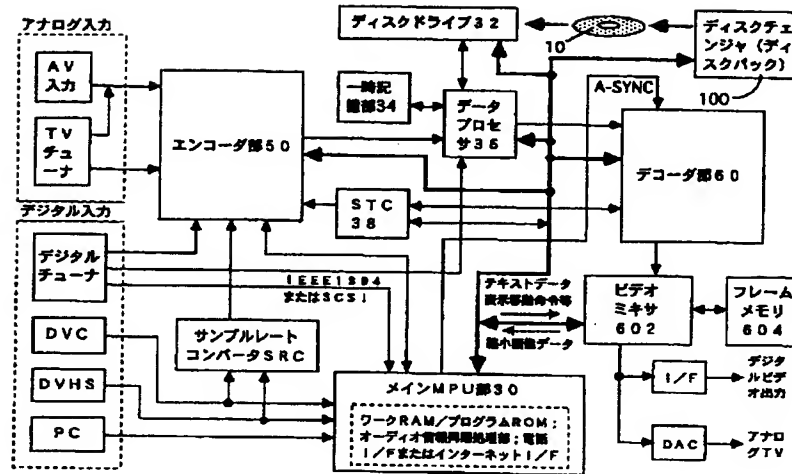 アナログ入力
AV
入力
TV
チュ
ーナ
デジタル入力
デジタル
チューナ
DVC
DVHS
PC
エンコーダ部50
サンプルレート
コンバータSRC
IEEE1394
またはSCSI
ディスクドライブ32
一時記
憶部34
データ
プロセ
サ36
STC
38
10
ディスクチェ
ンジャ(ディ
スクパック)
100
A-SYNC
デコーダ部60
テキストデータ
表示移動命令等
縮小画像データ
ビデオ
ミキサ
602
フレーム
メモリ
604
I/F
デジタ
ルビデ
オ出力
DAC
アナロ
グTV
メインMPU部30
ワークRAM/プログラムROM;
オーディオ情報同期処理部;電話
I/FまたはインターネットI/F